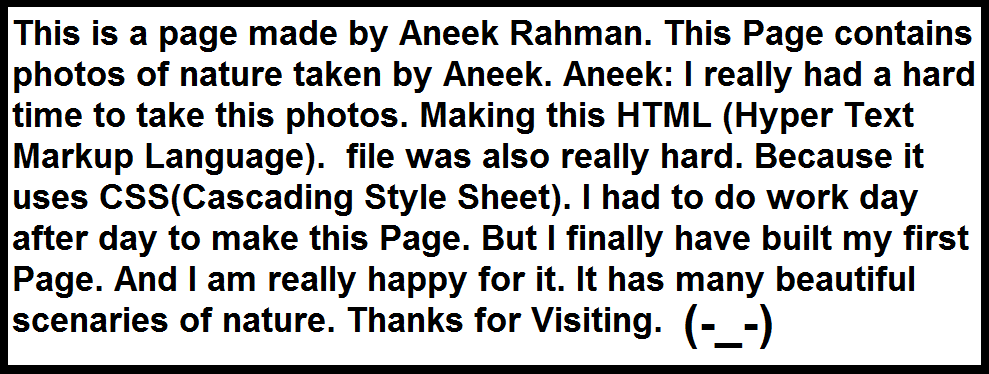 This is a page made by Aneek Rahman. This Page contains
photos of nature taken by Aneek. Aneek: I really had a hard
time to take this photos. Making this HTML (Hyper Text
Markup Language).  file was also really hard. Because it
uses CSS(Cascading Style Sheet). I had to do work day
after day to make this Page. But I finally have built my first
Page. And I am really happy for it. It has many beautiful
scenaries of nature. Thanks for Visiting.  (-_-)